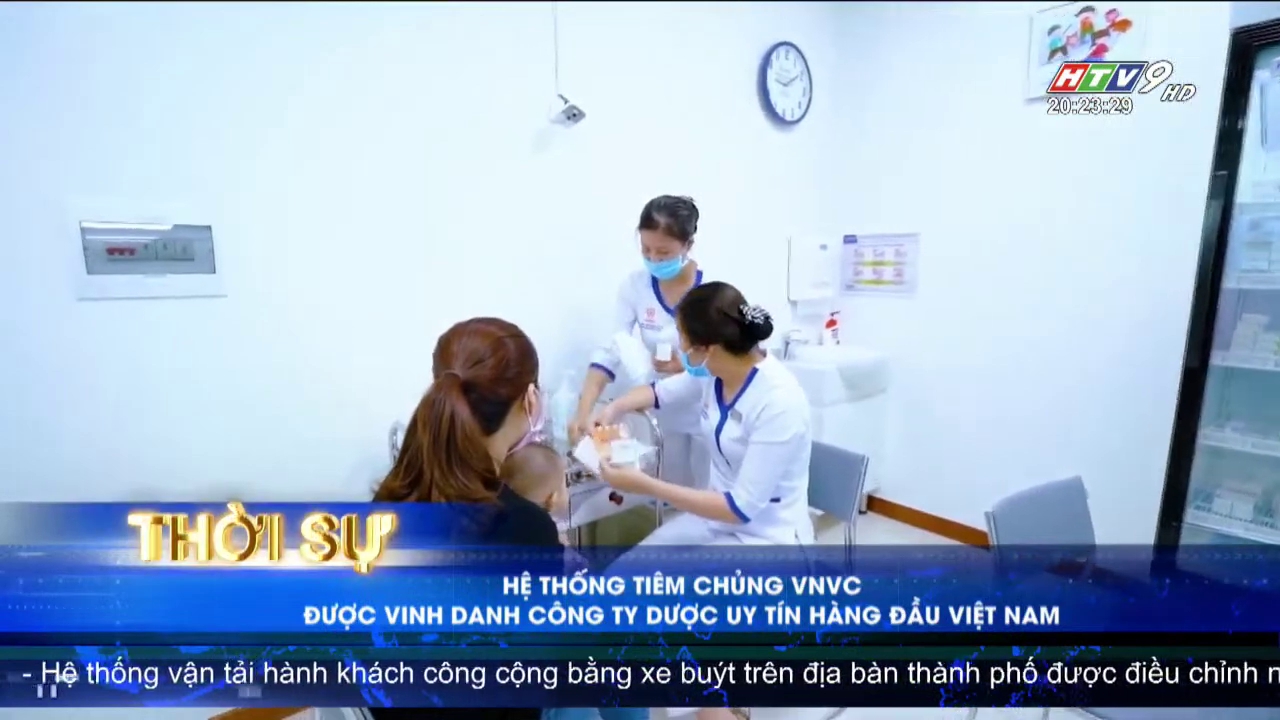 HTV9 HD
20:23:29
THỜI SỰ
HỆ THỐNG TIÊM CHỦNG VNVC
ĐƯỢC VINH DANH CÔNG TY DƯỢC UY TÍN HÀNG ĐẦU VIỆT NAM
- Hệ thống vận tải hành khách công cộng bằng xe buýt trên địa bàn thành phố được điều chỉnh n